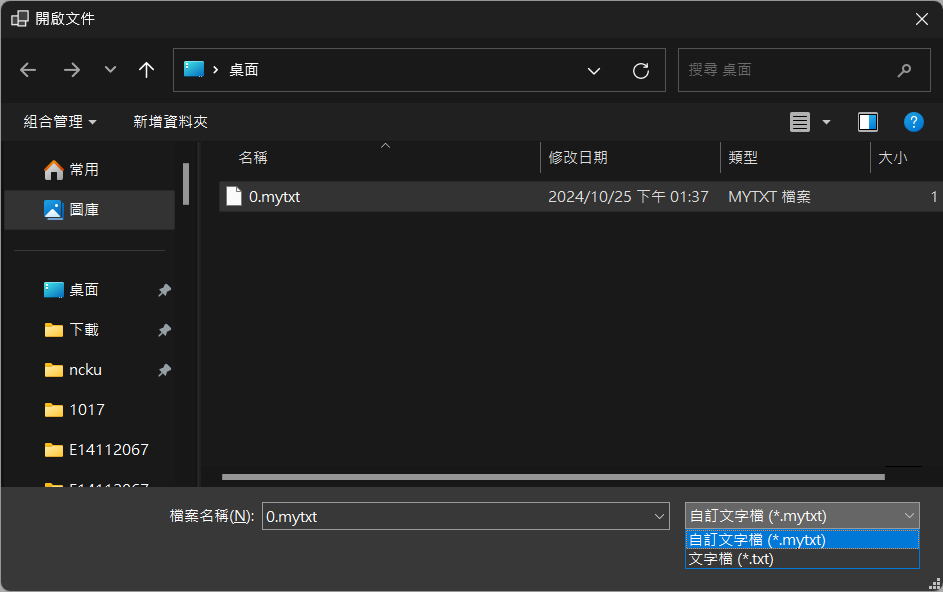 開啟文件
桌面
搜尋 桌面
組合管理 新增資料夾
名稱 修改日期 類型 大小
常用
圖庫
0.mytxt 2024/10/25 下午 01:37 MYTXT 檔案 1
桌面
下載
ncku
1017
E14112067
檔案名稱(N): 0.mytxt 自訂文字檔 (*.mytxt)
自訂文字檔 (*.mytxt)
文字檔 (*.txt)